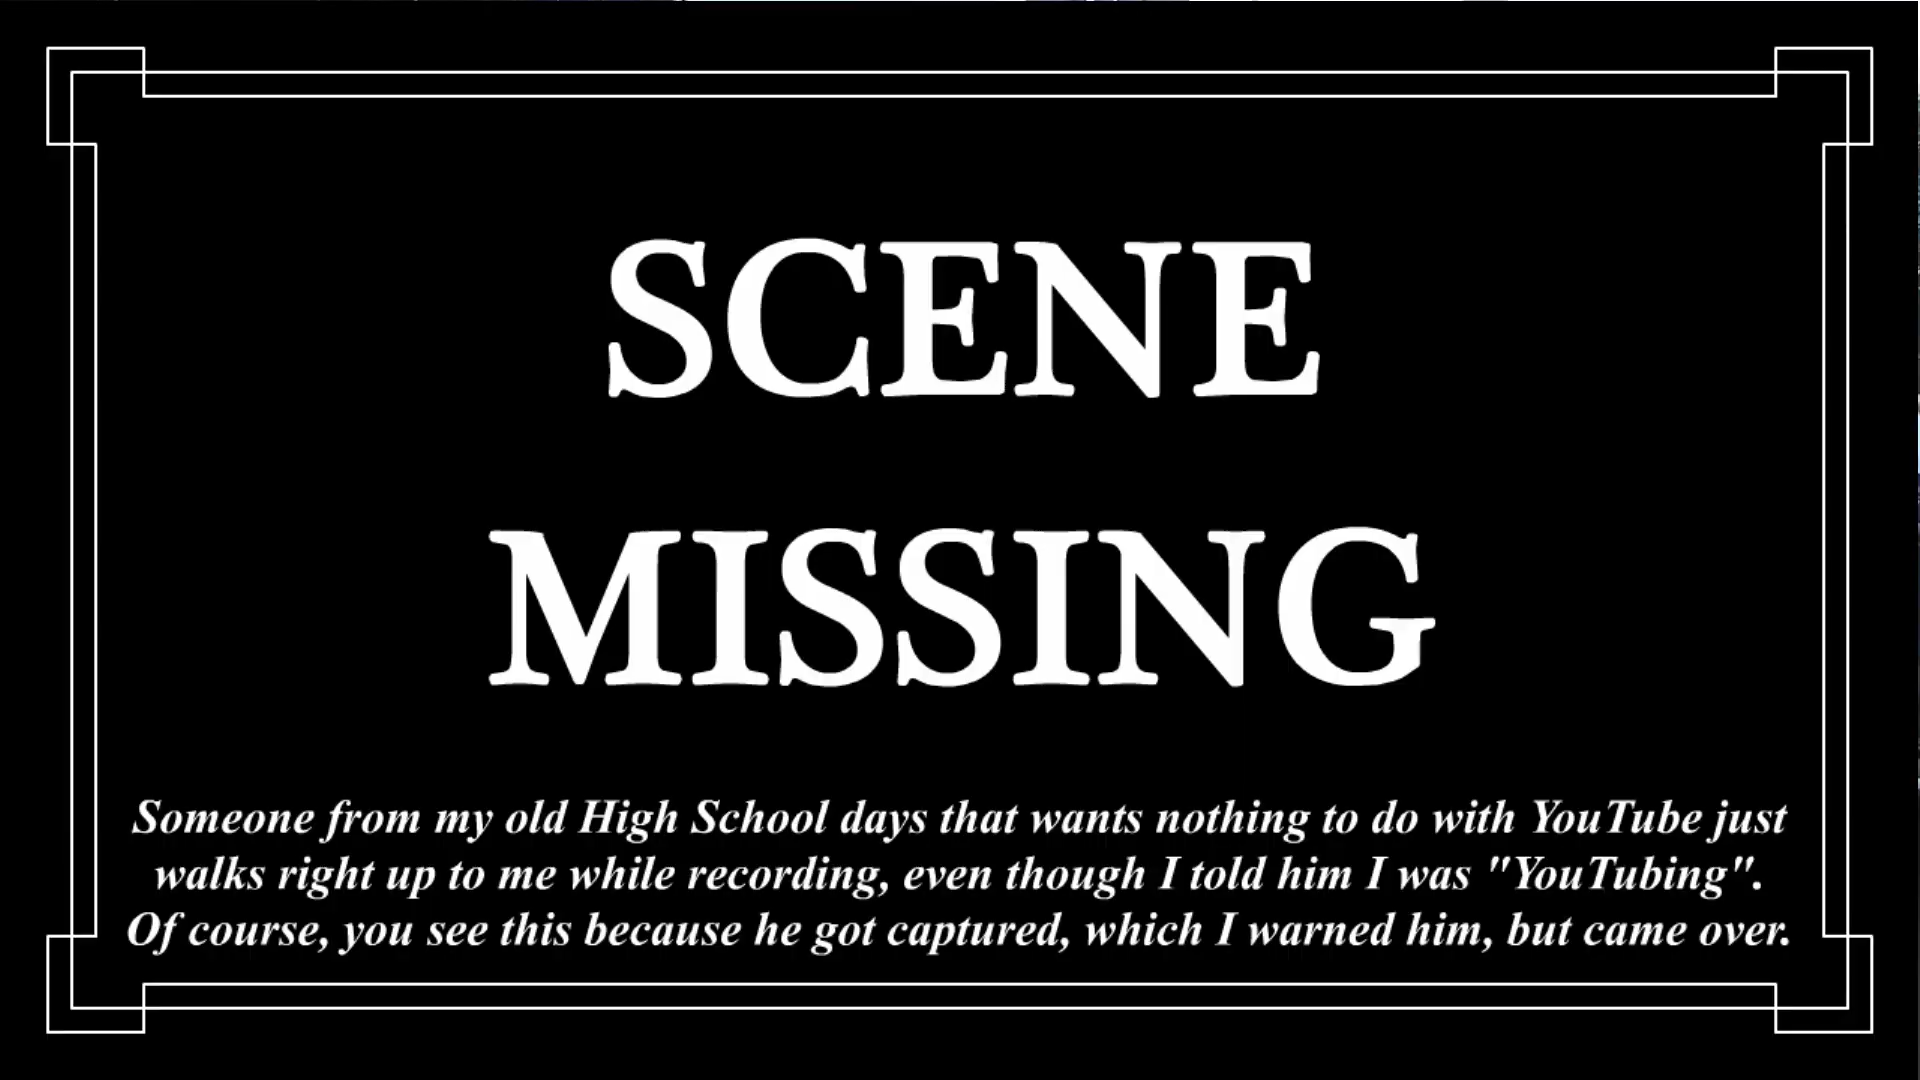 SCENE
MISSING
Someone from my old High School days that wants nothing to do with YouTube just
walks right up to me while recording, even though I told him I was "YouTubing".
Of course, you see this because he got captured, which I warned him, but came over.